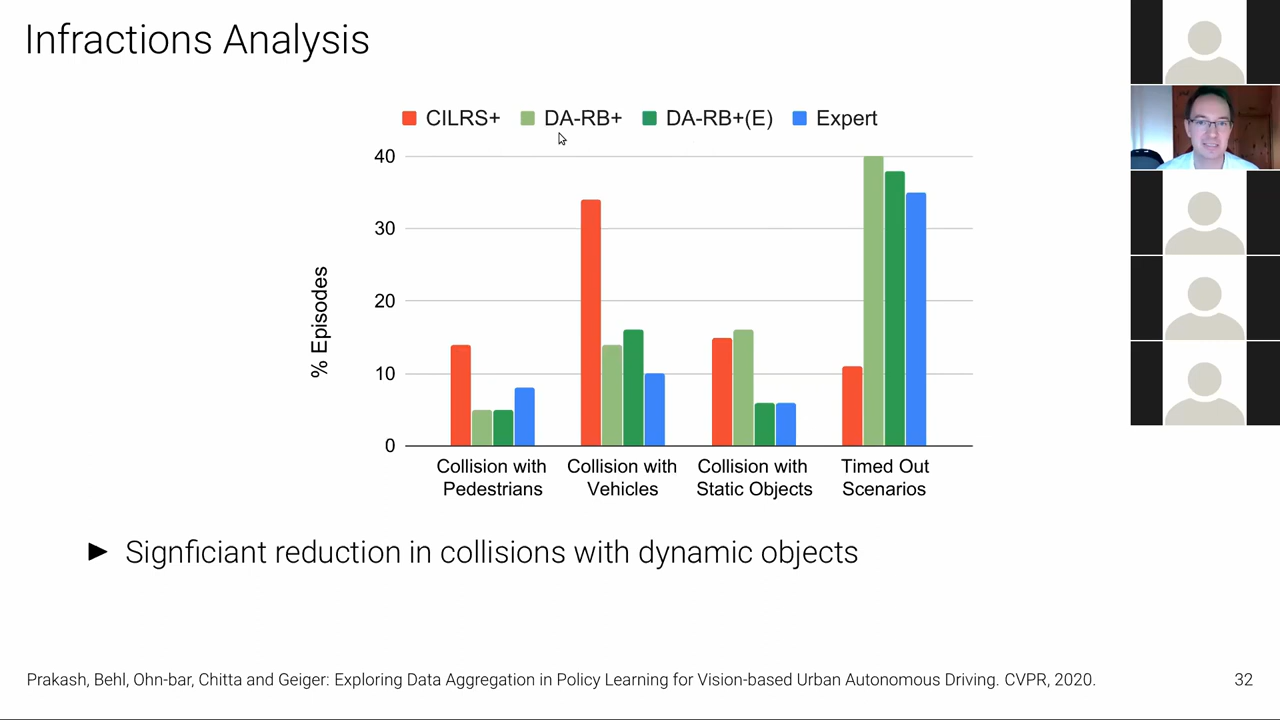 Infractions Analysis
CILRS+ DA-RB+ DA-RB+(E) Expert
40
30
20
10
0
% Episodes
Collision with Pedestrians
Collision with Vehicles
Collision with Static Objects
Timed Out Scenarios
► Signficiant reduction in collisions with dynamic objects
Prakash, Behl, Ohn-bar, Chitta and Geiger: Exploring Data Aggregation in Policy Learning for Vision-based Urban Autonomous Driving. CVPR, 2020.
32